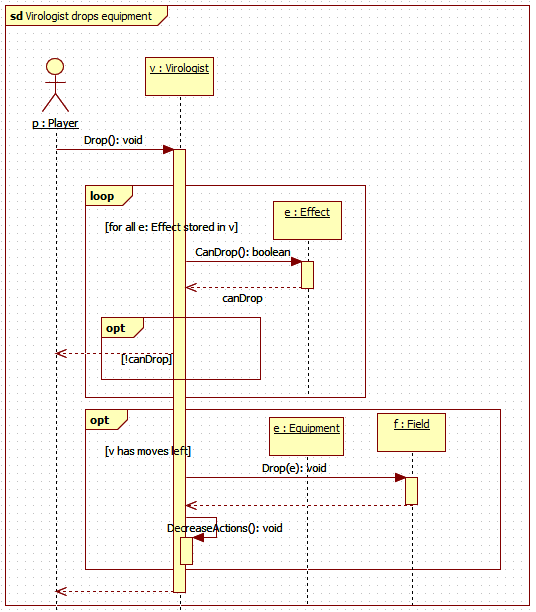 sd Virologist drops equipment
v : Virologist
p : Player
Drop(): void
loop
e : Effect
[for all e: Effect stored in v]
CanDrop(): boolean
canDrop
opt
[!canDrop]
opt
e : Equipment
f : Field
[v has moves left]
Drop(e): void
DecreaseActions(): void